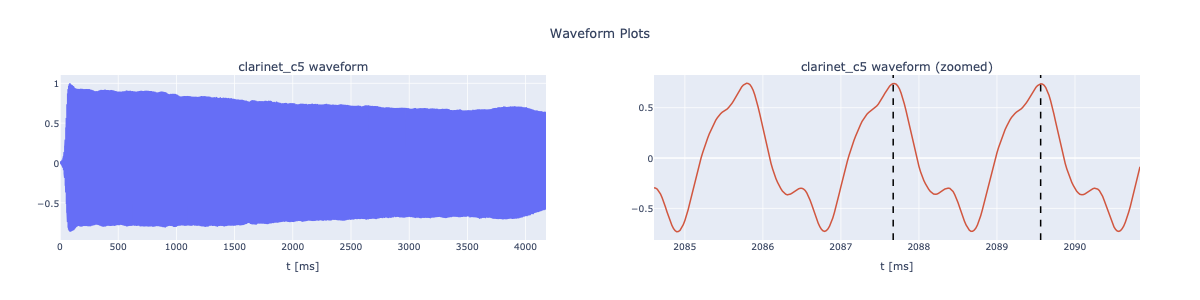 Waveform Plots
clarinet_c5 waveform
1
0.5
0
−0.5
0 500 1000 1500 2000 2500 3000 3500 4000
t [ms]
clarinet_c5 waveform (zoomed)
0.5
0
−0.5
2085 2086 2087 2088 2089 2090
t [ms]